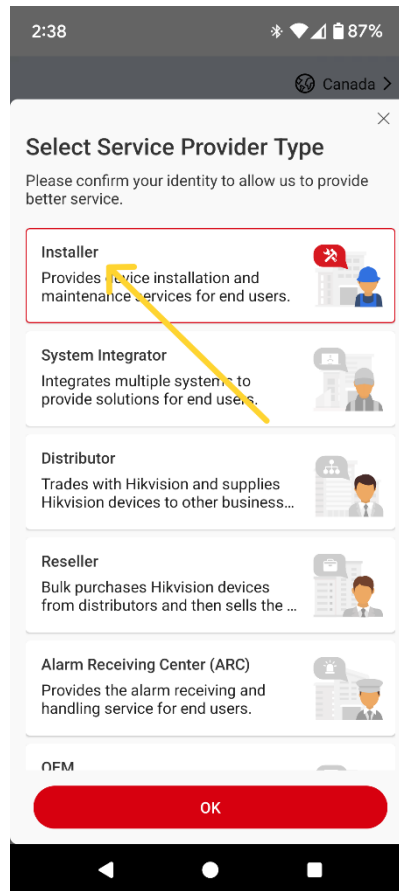 2:38
87%
Canada
Select Service Provider Type
Please confirm your identity to allow us to provide
better service.
Installer
Provides device installation and
maintenance services for end users.
System Integrator
Integrates multiple systems to
provide solutions for end users.
Distributor
Trades with Hikvision and supplies
Hikvision devices to other business...
Reseller
Bulk purchases Hikvision devices
from distributors and then sells the ...
Alarm Receiving Center (ARC)
Provides the alarm receiving and
handling service for end users.
OEM
OK